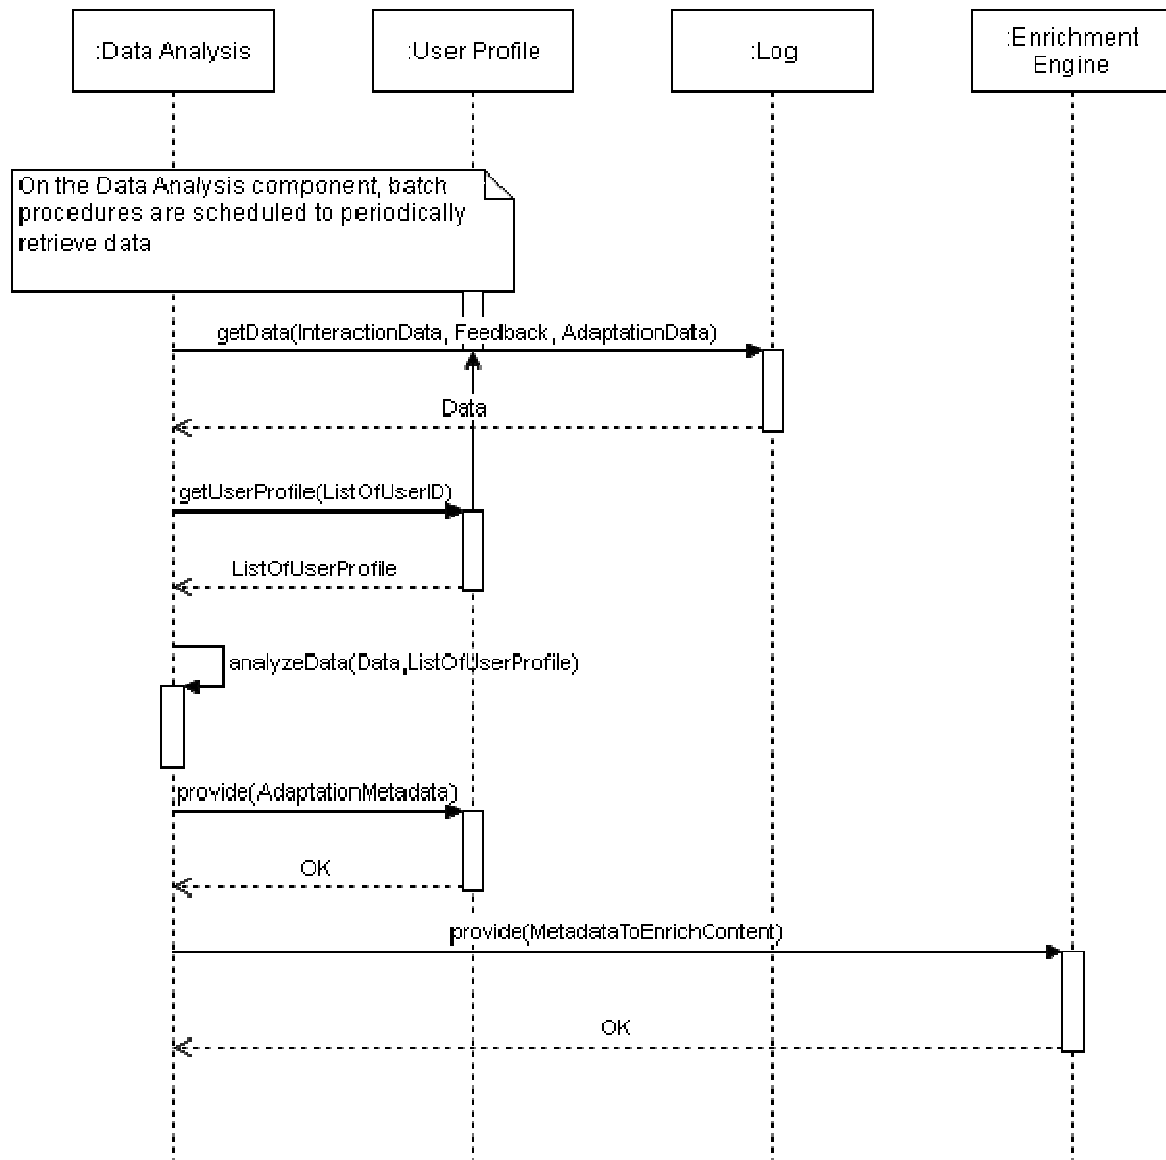 :Data Analysis
:User Profile
:Log
:Enrichment
Engine
On the Data Analysis component, batch
procedures are scheduled to periodically
retrieve data
getData(InteractionData, Feedback, AdaptationData)
Data
getUserProfile(ListOfUserID)
ListOfUserProfile
analyzeData(Data,ListOfUserProfile)
provide(AdaptationMetadata)
OK
provide(MetadataToEnrichContent)
OK